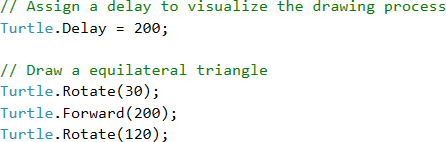 // Assign a delay to visualize the drawing process
Turtle.Delay = 200;
// Draw a equilateral triangle
Turtle.Rotate(30);
Turtle.Forward(200);
Turtle.Rotate(120);